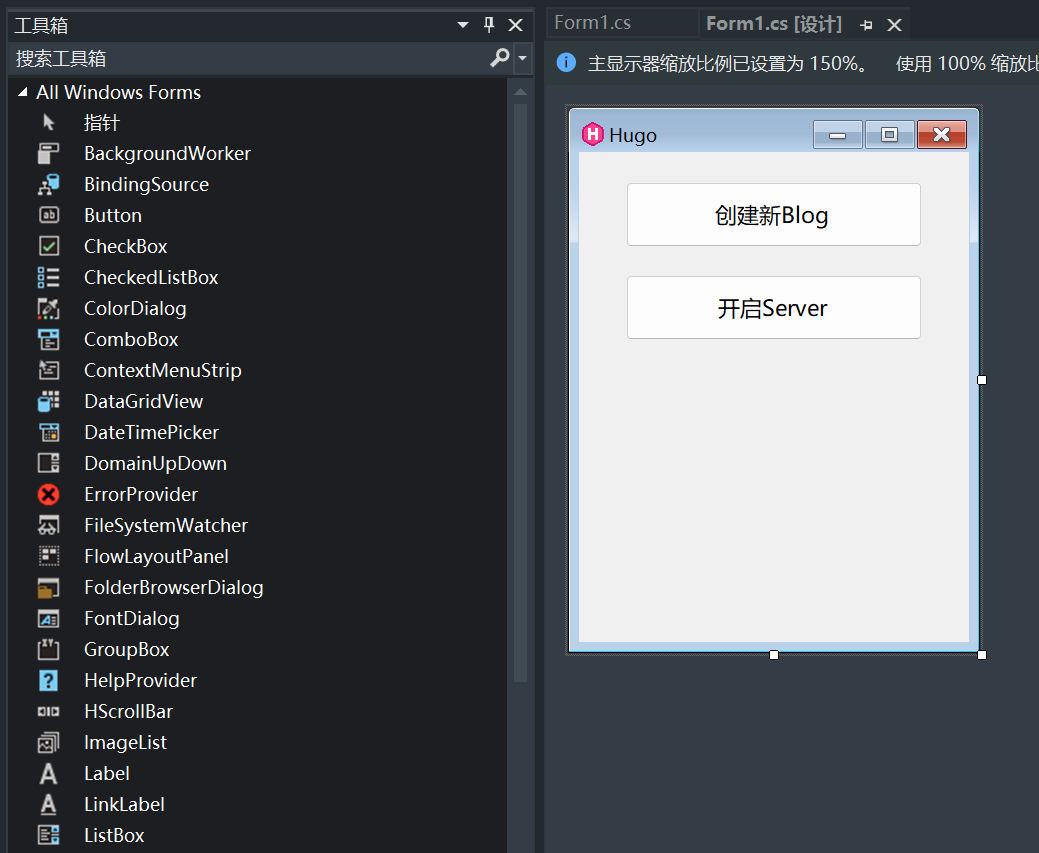 工具箱
搜索工具箱
All Windows Forms
指针
BackgroundWorker
BindingSource
Button
CheckBox
CheckedListBox
ColorDialog
ComboBox
ContextMenuStrip
DataGridView
DateTimePicker
DomainUpDown
ErrorProvider
FileSystemWatcher
FlowLayoutPanel
FolderBrowserDialog
FontDialog
GroupBox
HelpProvider
HScrollBar
ImageList
Label
LinkLabel
ListBox
Form1.cs
Form1.cs [设计]
主显示器缩放比例已设置为 150%。 使用 100% 缩放比
H Hugo
创建新Blog
开启Server